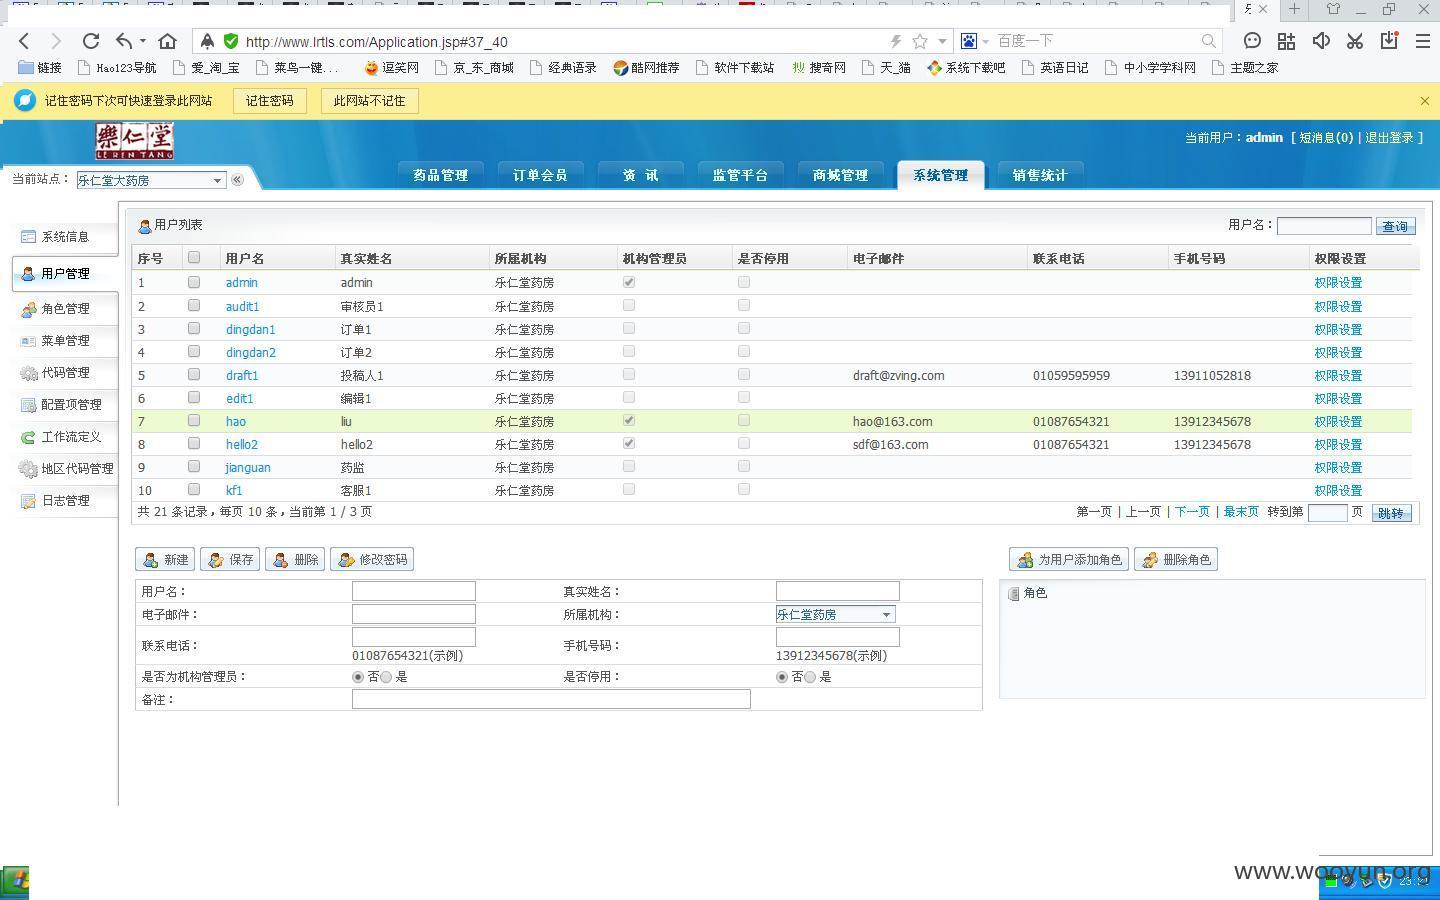 http://www.lrtls.com/Application.jsp#37_40 百度一下
链接 Hao123导航 爱_淘_宝 菜鸟一键... 逗笑网 京_东_商城 经典语录 酷网推荐 软件下载站 搜奇网 天_猫 系统下载吧 英语日记 中小学学科网 主题之家
记住密码下次可快速登录此网站 记住密码 此网站不记住
樂仁堂
LE REN TANG
当前用户：admin [ 短消息(0) | 退出登录 ]
当前站点： 乐仁堂大药房
药品管理 订单会员 资 讯 监管平台 商城管理 系统管理 销售统计
系统信息
用户管理
角色管理
菜单管理
代码管理
配置项管理
工作流定义
地区代码管理
日志管理
用户列表 用户名： 查询
序号 用户名 真实姓名 所属机构 机构管理员 是否停用 电子邮件 联系电话 手机号码 权限设置
1 admin admin 乐仁堂药房 权限设置
2 audit1 审核员1 乐仁堂药房 权限设置
3 dingdan1 订单1 乐仁堂药房 权限设置
4 dingdan2 订单2 乐仁堂药房 权限设置
5 draft1 投稿人1 乐仁堂药房 draft@zving.com 01059595959 13911052818 权限设置
6 edit1 编辑1 乐仁堂药房 权限设置
7 hao liu 乐仁堂药房 hao@163.com 01087654321 13912345678 权限设置
8 hello2 hello2 乐仁堂药房 sdf@163.com 01087654321 13912345678 权限设置
9 jianguan 药监 乐仁堂药房 权限设置
10 kf1 客服1 乐仁堂药房 权限设置
共 21 条记录，每页 10 条，当前第 1 / 3 页 第一页 | 上一页 | 下一页 | 最末页 转到第 页 跳转
新建 保存 删除 修改密码 为用户添加角色 删除角色
用户名： 真实姓名： 角色
电子邮件： 所属机构： 乐仁堂药房
联系电话： 01087654321(示例) 手机号码： 13912345678(示例)
是否为机构管理员： 否 是 是否停用： 否 是
备注：
www.wooyun.org